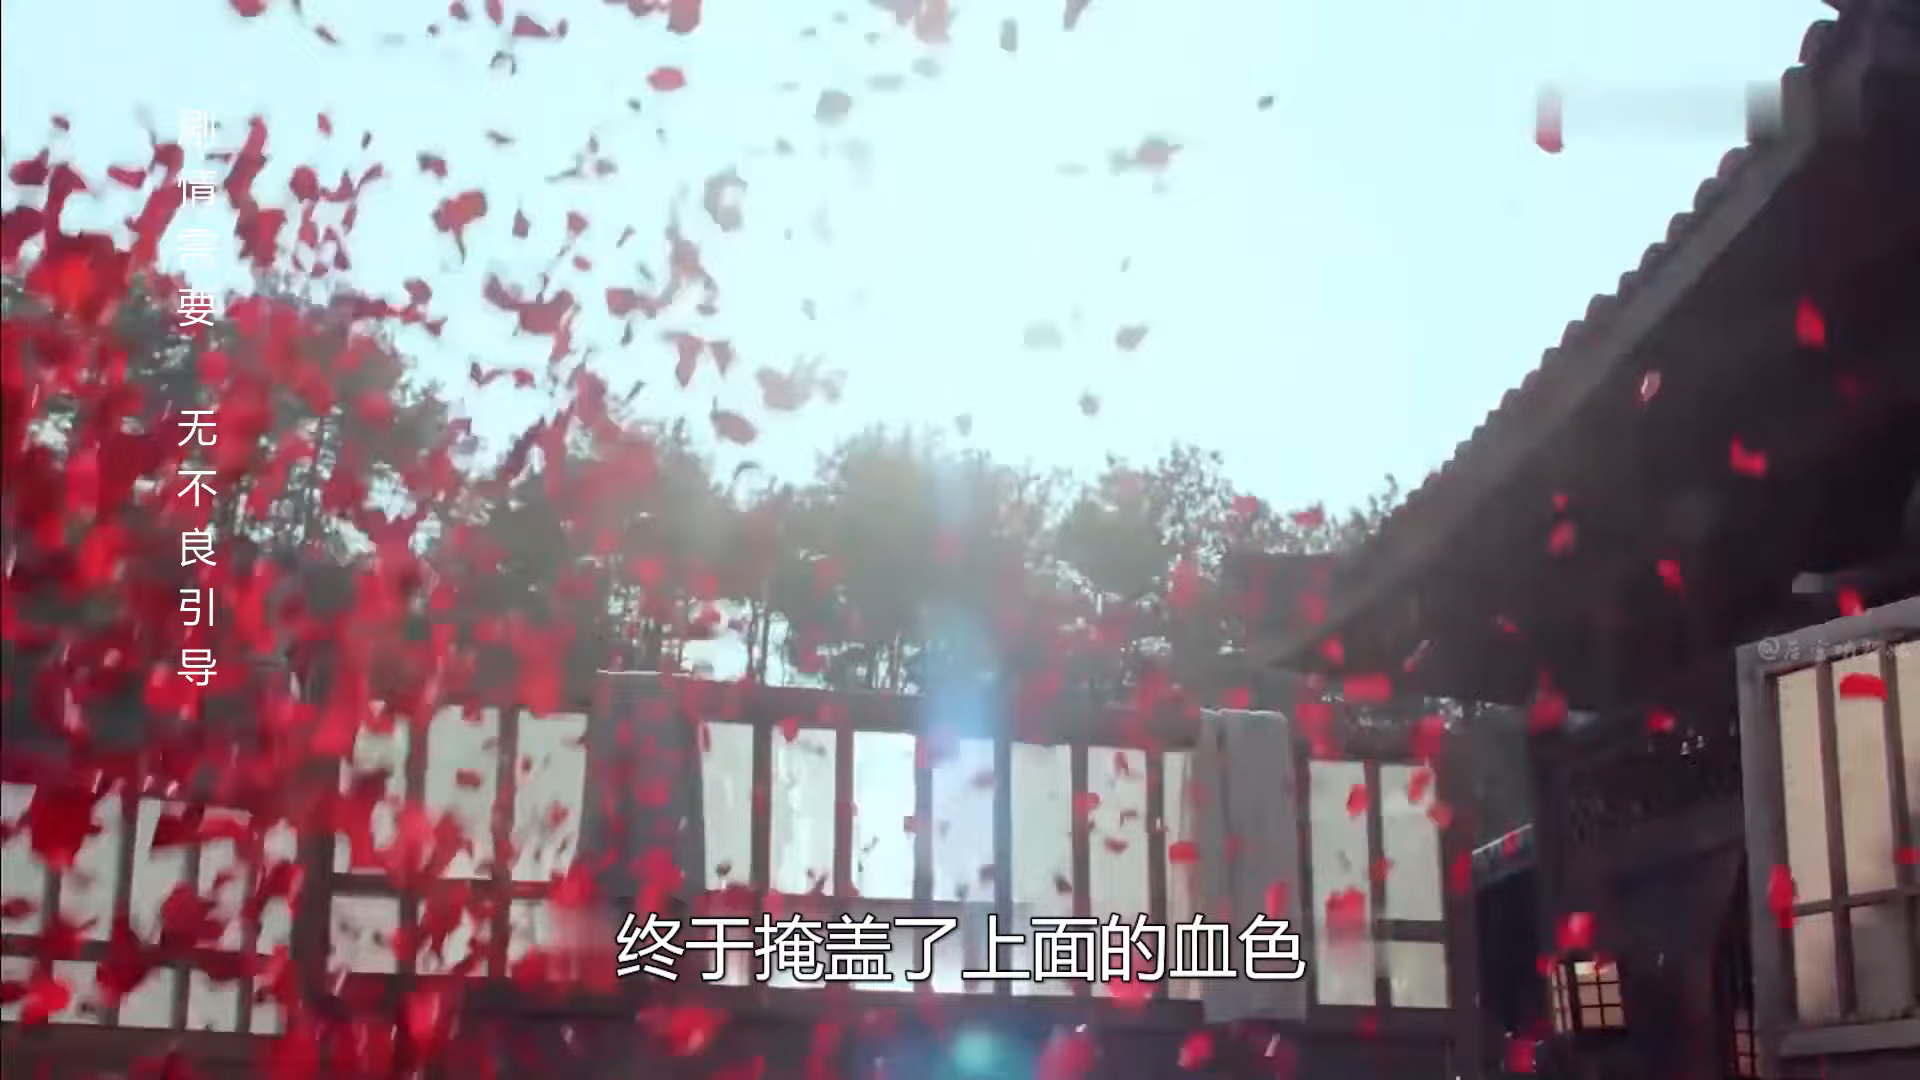 剧情需要 无不良引导
终于掩盖了上面的血色